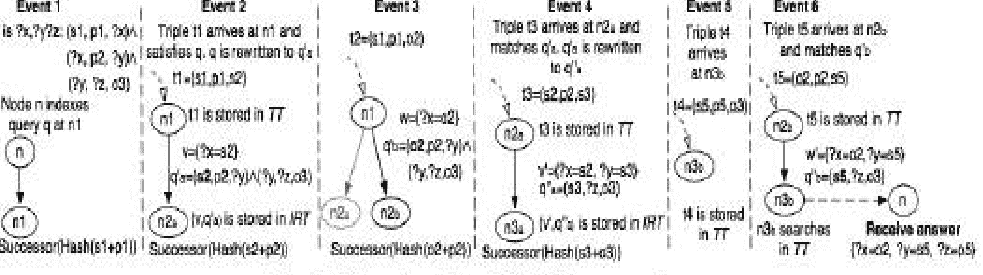 Event 1
is ?x,?y?z: (s1, p1, ?x)∧
(?x, p2, ?y)∧
(?y, ?z, o3)
Node n indexes
query q at n1
n
n1
Successor(Hash(s1+p1))
Event 2
Triple t1 arrives at n1 and
satisfies q. q is rewritten to q'a
t1=(s1,p1,s2)
n1
t1 is stored in TT
v={?x=s2}
q'a=(s2,p2,?y)∧(?y,?z,o3)
n2a
(v,q'a) is stored in IRT
Successor(Hash(s2+p2))
Event 3
t2=(s1,p1,o2)
n1
w={?x=o2}
q'b=(o2,p2,?y)∧
(?y,?z,o3)
n2a
n2b
Successor(Hash(o2+p2))
Event 4
Triple t3 arrives at n2a and
matches q'a. q'a is rewritten
to q''a
t3=(s2,p2,s3)
n2a
t3 is stored in TT
v'={?x=s2, ?y=s3}
q''a=(s3,?z,o3)
n3a
(v',q''a) is stored in IRT
Successor(Hash(s3+o3))
Event 5
Triple t4
arrives
at n3b
t4=(s5,p5,o3)
n3b
t4 is stored
in TT
Event 6
Triple t5 arrives at n2b
and matches q'b
t5=(o2,p2,s5)
n2b
t5 is stored in TT
w'={?x=o2, ?y=s5}
q''b=(s5,?z,o3)
n3b
n
n3b searches
in TT
Receive answer
{?x=o2, ?y=s5, ?z=p5}